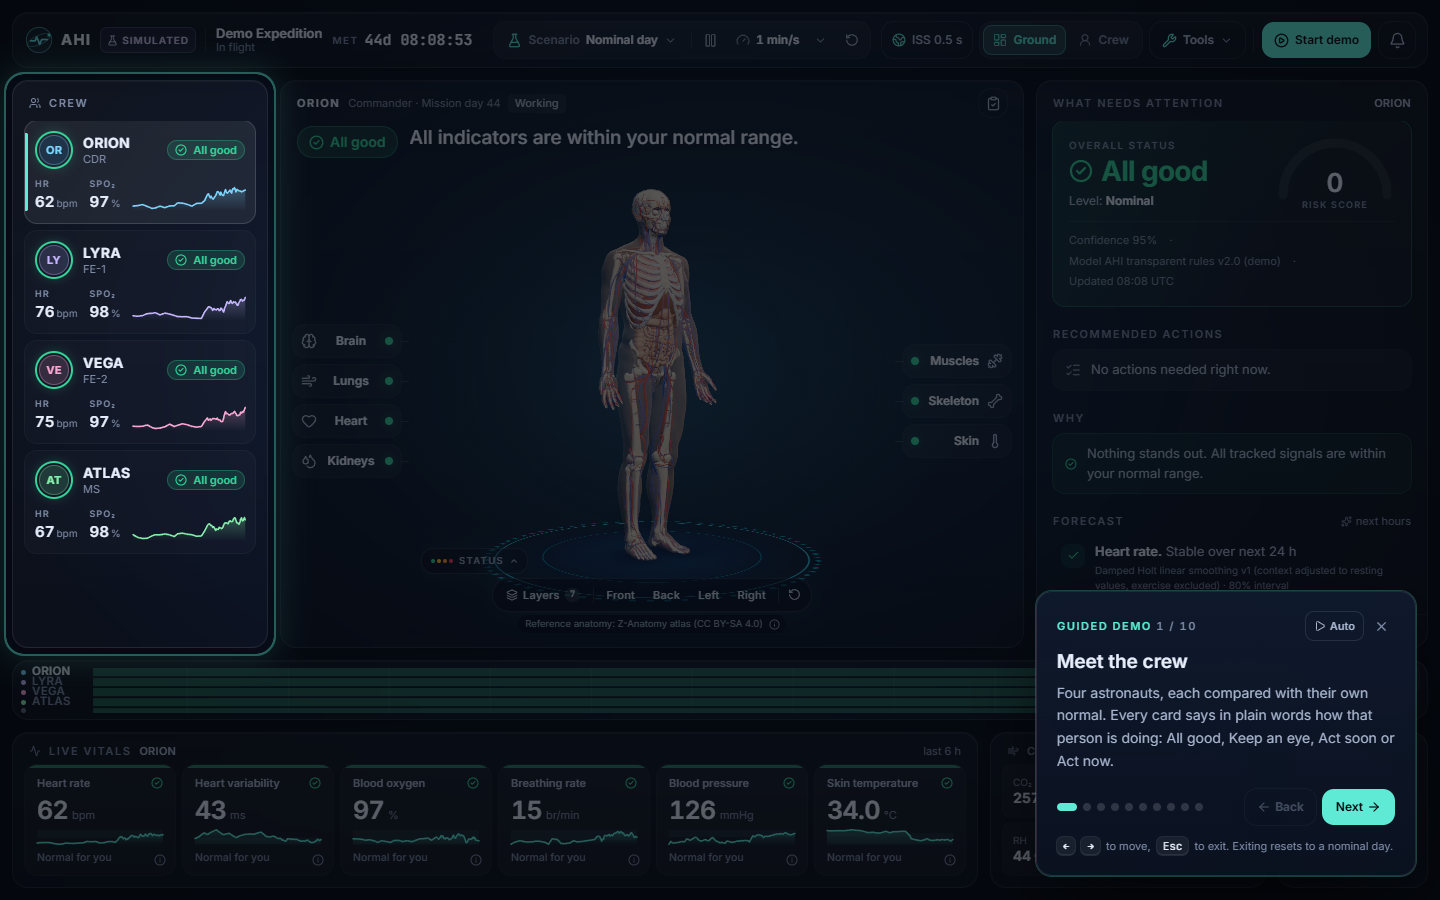 AHI
SIMULATED
Demo Expedition
In flight
MET 44d 08:08:53
Scenario Nominal day
1 min/s
ISS 0.5 s
Ground
Crew
Tools
Start demo
CREW
OR
ORION
CDR
All good
HR
62 bpm
SPO₂
97 %
LY
LYRA
FE-1
All good
HR
76 bpm
SPO₂
98 %
VE
VEGA
FE-2
All good
HR
75 bpm
SPO₂
97 %
AT
ATLAS
MS
All good
HR
67 bpm
SPO₂
98 %
ORION Commander · Mission day 44 Working
All good
All indicators are within your normal range.
Brain
Lungs
Heart
Kidneys
Muscles
Skeleton
Skin
STATUS
Layers 7 Front Back Left Right
Reference anatomy: Z-Anatomy atlas (CC BY-SA 4.0)
WHAT NEEDS ATTENTION ORION
OVERALL STATUS
All good
Level: Nominal
0
RISK SCORE
Confidence 95% ·
Model AHI transparent rules v2.0 (demo) ·
Updated 08:08 UTC
RECOMMENDED ACTIONS
No actions needed right now.
WHY
Nothing stands out. All tracked signals are within
your normal range.
FORECAST next hours
Heart rate. Stable over next 24 h
Damped Holt linear smoothing v1 (context adjusted to resting
values, exercise excluded) · 80% interval
ORION
LYRA
VEGA
ATLAS
LIVE VITALS ORION last 6 h
Heart rate
62 bpm
Normal for you
Heart variability
43 ms
Normal for you
Blood oxygen
97 %
Normal for you
Breathing rate
15 br/min
Normal for you
Blood pressure
126 mmHg
Normal for you
Skin temperature
34.0 °C
Normal for you
CO₂
257
RH
44
GUIDED DEMO 1 / 10
Auto
Meet the crew
Four astronauts, each compared with their own
normal. Every card says in plain words how that
person is doing: All good, Keep an eye, Act soon or
Act now.
← Back
Next →
← → to move, Esc to exit. Exiting resets to a nominal day.